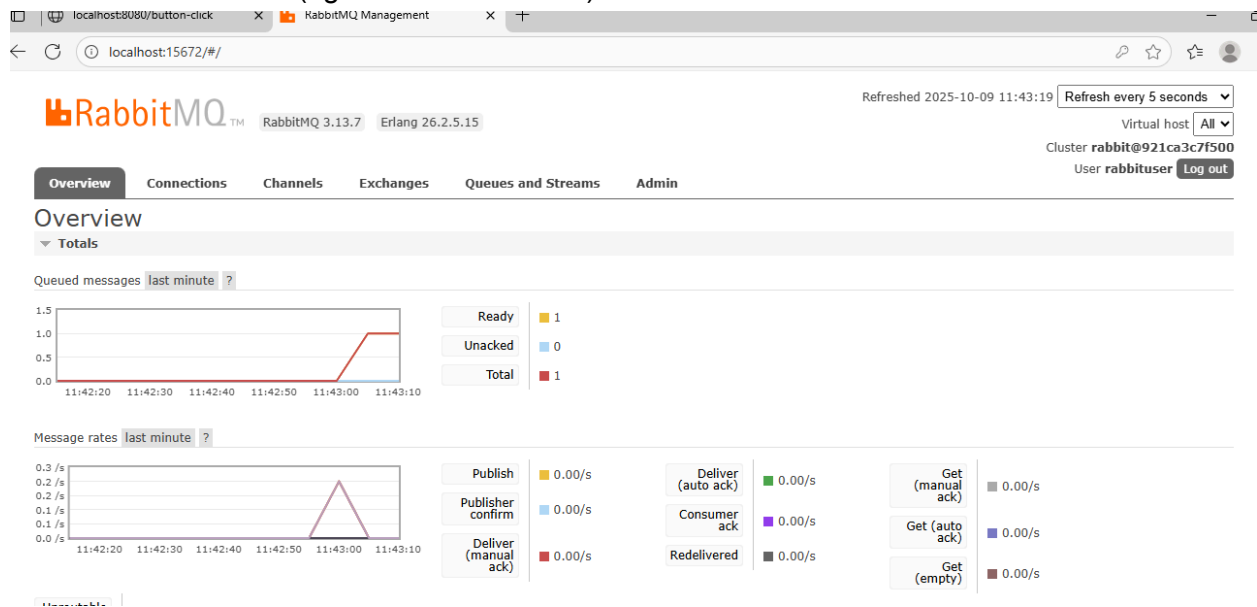 localhost:8080/button-click
RabbitMQ Management
localhost:15672/#/
Refreshed 2025-10-09 11:43:19 Refresh every 5 seconds
RabbitMQ TM RabbitMQ 3.13.7 Erlang 26.2.5.15
Virtual host All
Cluster rabbit@921ca3c7f500
User rabbituser Log out
Overview Connections Channels Exchanges Queues and Streams Admin
Overview
Totals
Queued messages last minute ?
1.5
1.0
0.5
0.0
11:42:20 11:42:30 11:42:40 11:42:50 11:43:00 11:43:10
Ready 1
Unacked 0
Total 1
Message rates last minute ?
0.3 /s
0.2 /s
0.2 /s
0.1 /s
0.1 /s
0.0 /s
11:42:20 11:42:30 11:42:40 11:42:50 11:43:00 11:43:10
Publish 0.00/s
Publisher
confirm 0.00/s
Deliver
(manual
ack) 0.00/s
Deliver
(auto ack) 0.00/s
Consumer
ack 0.00/s
Redelivered 0.00/s
Get
(manual
ack) 0.00/s
Get (auto
ack) 0.00/s
Get
(empty) 0.00/s